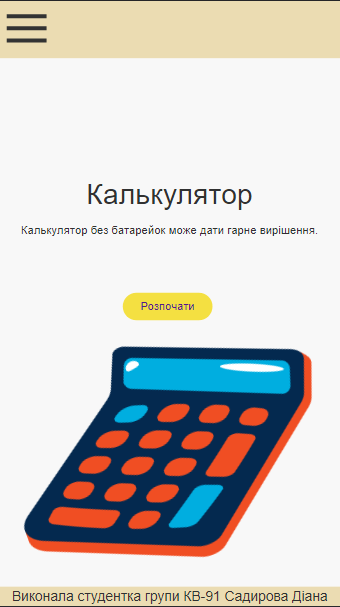 Калькулятор
Калькулятор без батарейок може дати гарне вирішення.
Розпочати
Виконала студентка групи КВ-91 Садирова Діана